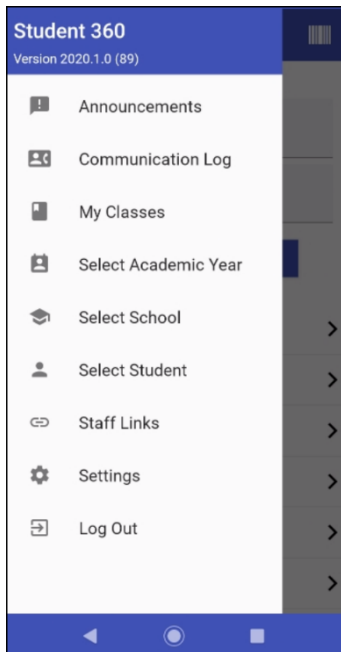 Student 360
Version 2020.1.0 (89)
Announcements
Communication Log
My Classes
Select Academic Year
Select School
Select Student
Staff Links
Settings
Log Out